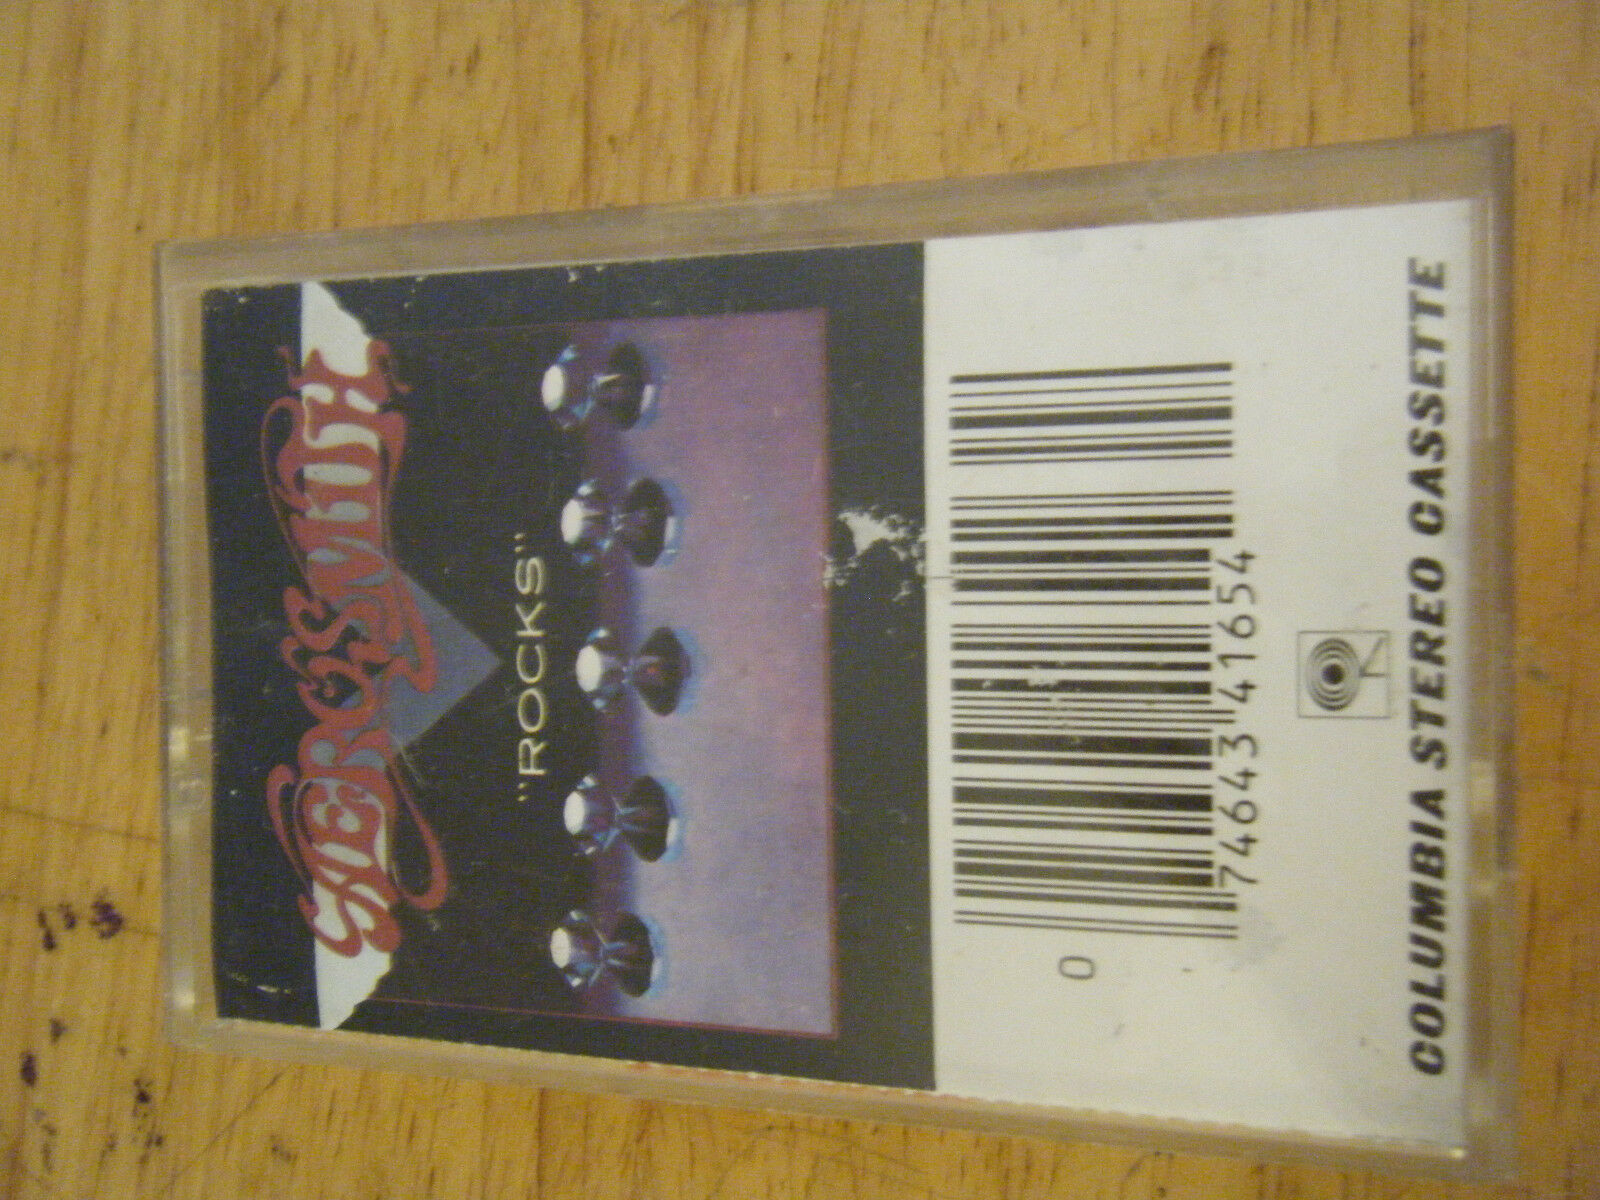 AEROSMITH
"ROCKS"
0
74643 41654
COLUMBIA STEREO CASSETTE